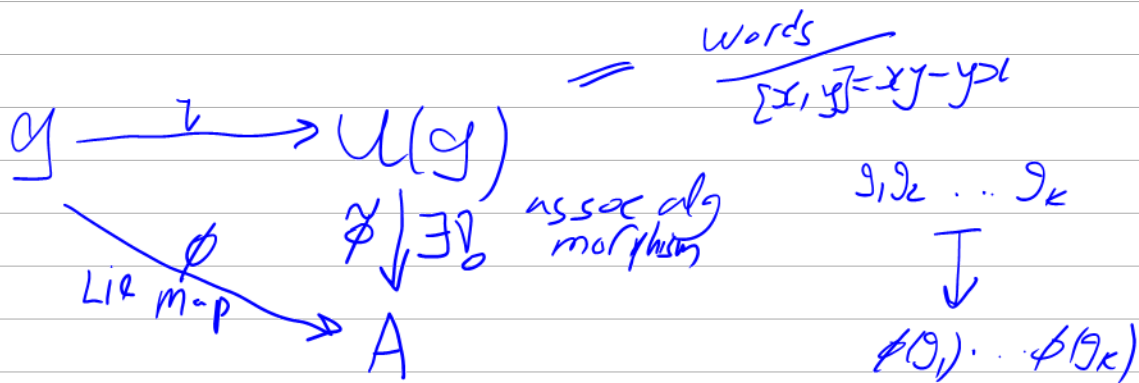 = words
[x, y] = xy - yx
g ι U(g)
g₁g₂ ... gₖ
φ̃ ∃! assoc alg
morphism
φ
Lie map
A
φ(g₁) ... φ(gₖ)